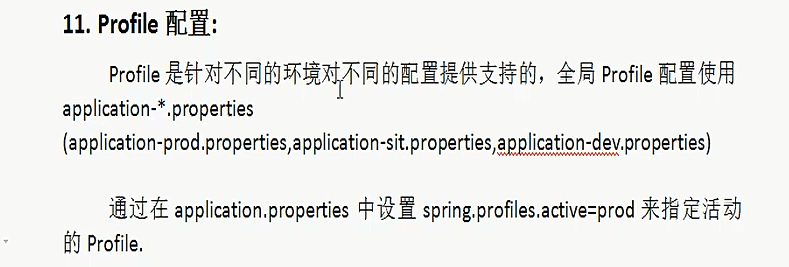 11. Profile 配置:
Profile 是针对不同的环境对不同的配置提供支持的，全局 Profile 配置使用
application-*.properties
(application-prod.properties,application-sit.properties,application-dev.properties)
通过在 application.properties 中设置 spring.profiles.active=prod 来指定活动
的 Profile.